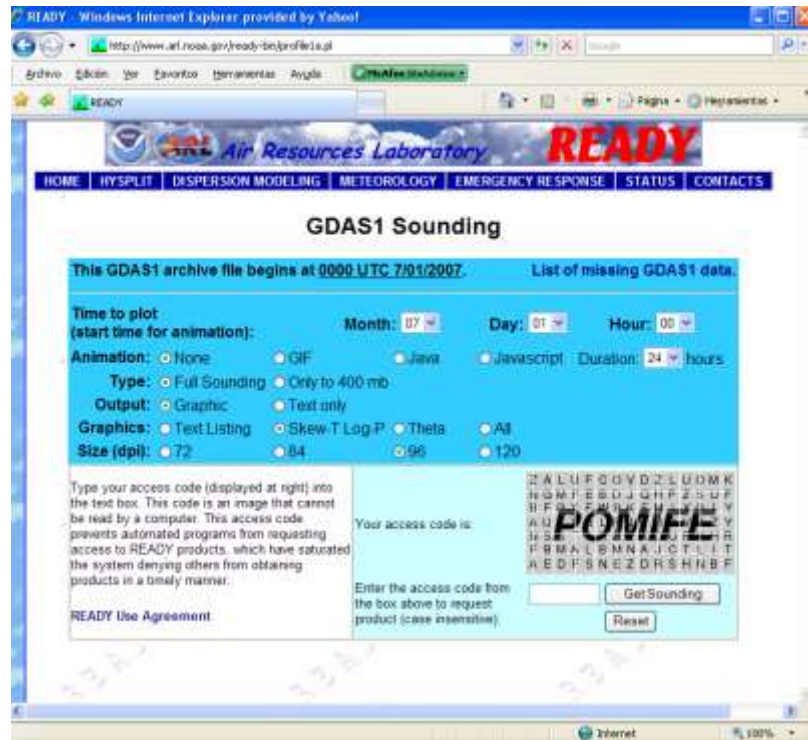 READY - Windows Internet Explorer provided by Yahoo!
http://www.arl.noaa.gov/ready-bin/profile1a.pl
Google
Archivo Edición Ver Favoritos Herramientas Ayuda McAfee SiteAdvisor
READY Página Herramientas
ARL Air Resources Laboratory READY
HOME HYSPLIT DISPERSION MODELING METEOROLOGY EMERGENCY RESPONSE STATUS CONTACTS
GDAS1 Sounding
This GDAS1 archive file begins at 0000 UTC 7/01/2007. List of missing GDAS1 data.
Time to plot
(start time for animation): Month: 07 Day: 01 Hour: 00
Animation: None GIF Java Javascript Duration: 24 hours
Type: Full Sounding Only to 400 mb
Output: Graphic Text only
Graphics: Text Listing Skew-T Log-P Theta All
Size (dpi): 72 84 96 120
Type your access code (displayed at right) into
the text box. This code is an image that cannot
be read by a computer. This access code
prevents automated programs from requesting
access to READY products, which have saturated
the system denying others from obtaining
products in a timely manner.
READY Use Agreement
Your access code is:
POMIFE
Enter the access code from
the box above to request
product (case insensitive):
Get Sounding
Reset
Internet 100%